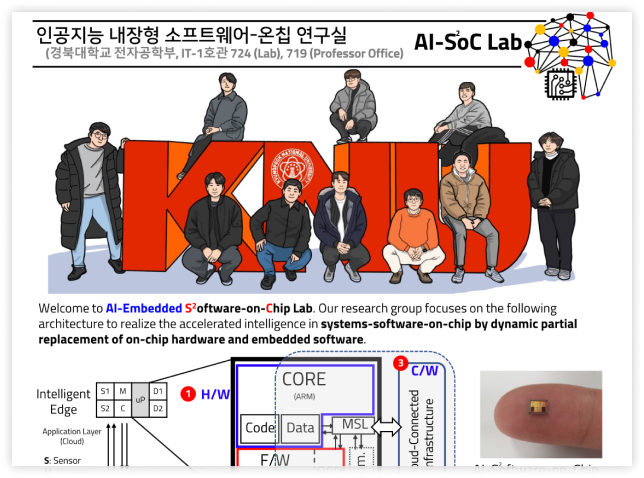 인공지능 내장형 소프트웨어-온칩 연구실
(경북대학교 전자공학부, IT-1호관 724 (Lab), 719 (Professor Office)
AI-S²oC Lab
KNU
KYUNGPOOK NATIONAL UNIVERSITY
Welcome to AI-Embedded S²oftware-on-Chip Lab. Our research group focuses on the following
architecture to realize the accelerated intelligence in systems-software-on-chip by dynamic partial
replacement of on-chip hardware and embedded software.
Intelligent
Edge
S1 M uP D1
S2 C D2
Application Layer
(Cloud)
S: Sensor
1 H/W
CORE
(ARM)
Code
Data
MSL
F/W
3
C/W